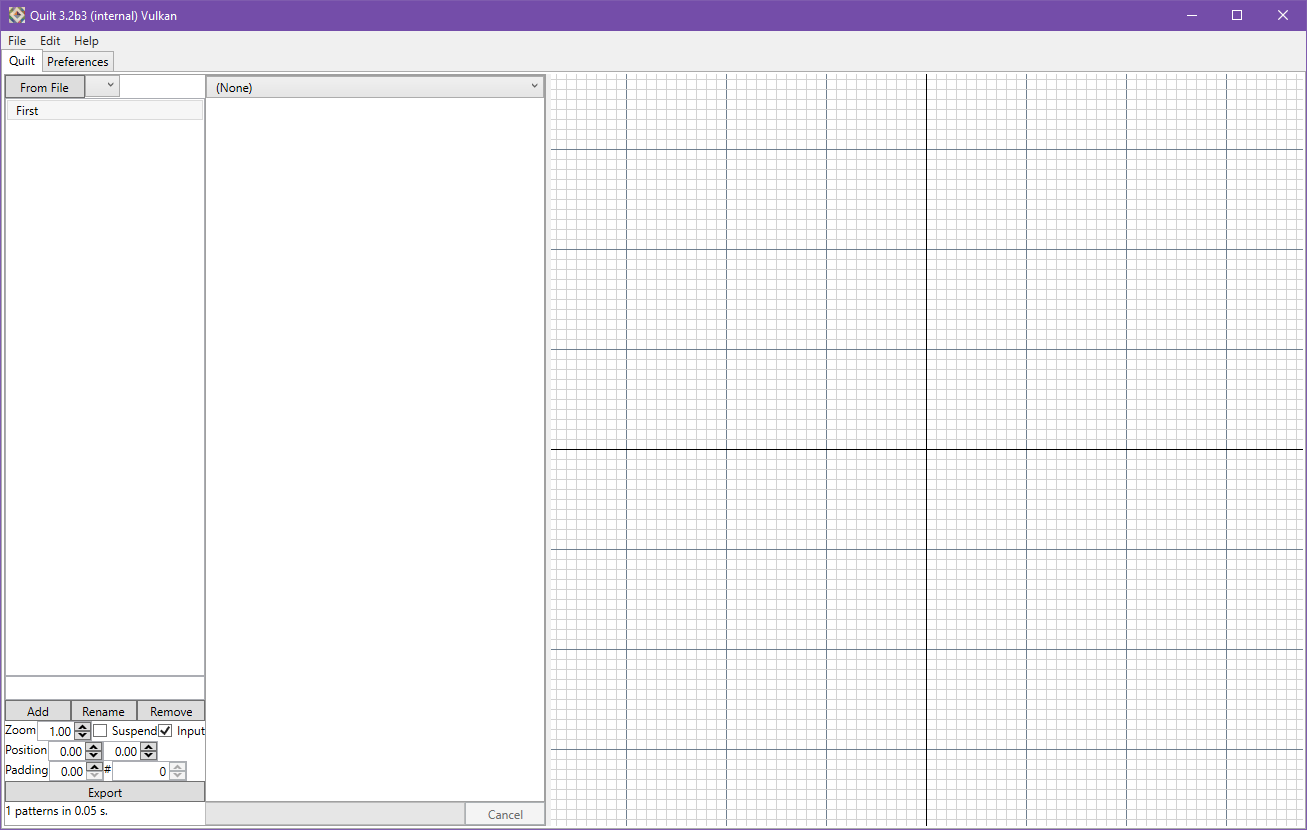 Quilt 3.2b3 (internal) Vulkan
File Edit Help
Quilt Preferences
From File (None)
First
Add Rename Remove
Zoom 1.00 Suspend Input
Position 0.00 0.00
Padding 0.00 # 0
Export
1 patterns in 0.05 s. Cancel